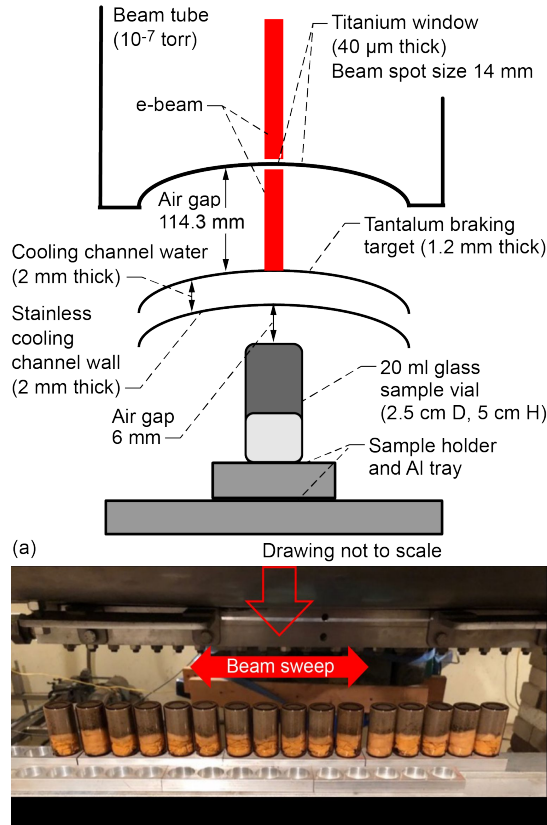 Beam tube
(10-7 torr)
Titanium window
(40 µm thick)
Beam spot size 14 mm
e-beam
Air gap
114.3 mm
Tantalum braking
target (1.2 mm thick)
Cooling channel water
(2 mm thick)
Stainless
cooling
channel wall
(2 mm thick)
Air gap
6 mm
20 ml glass
sample vial
(2.5 cm D, 5 cm H)
Sample holder
and Al tray
(a)
Drawing not to scale
Beam sweep